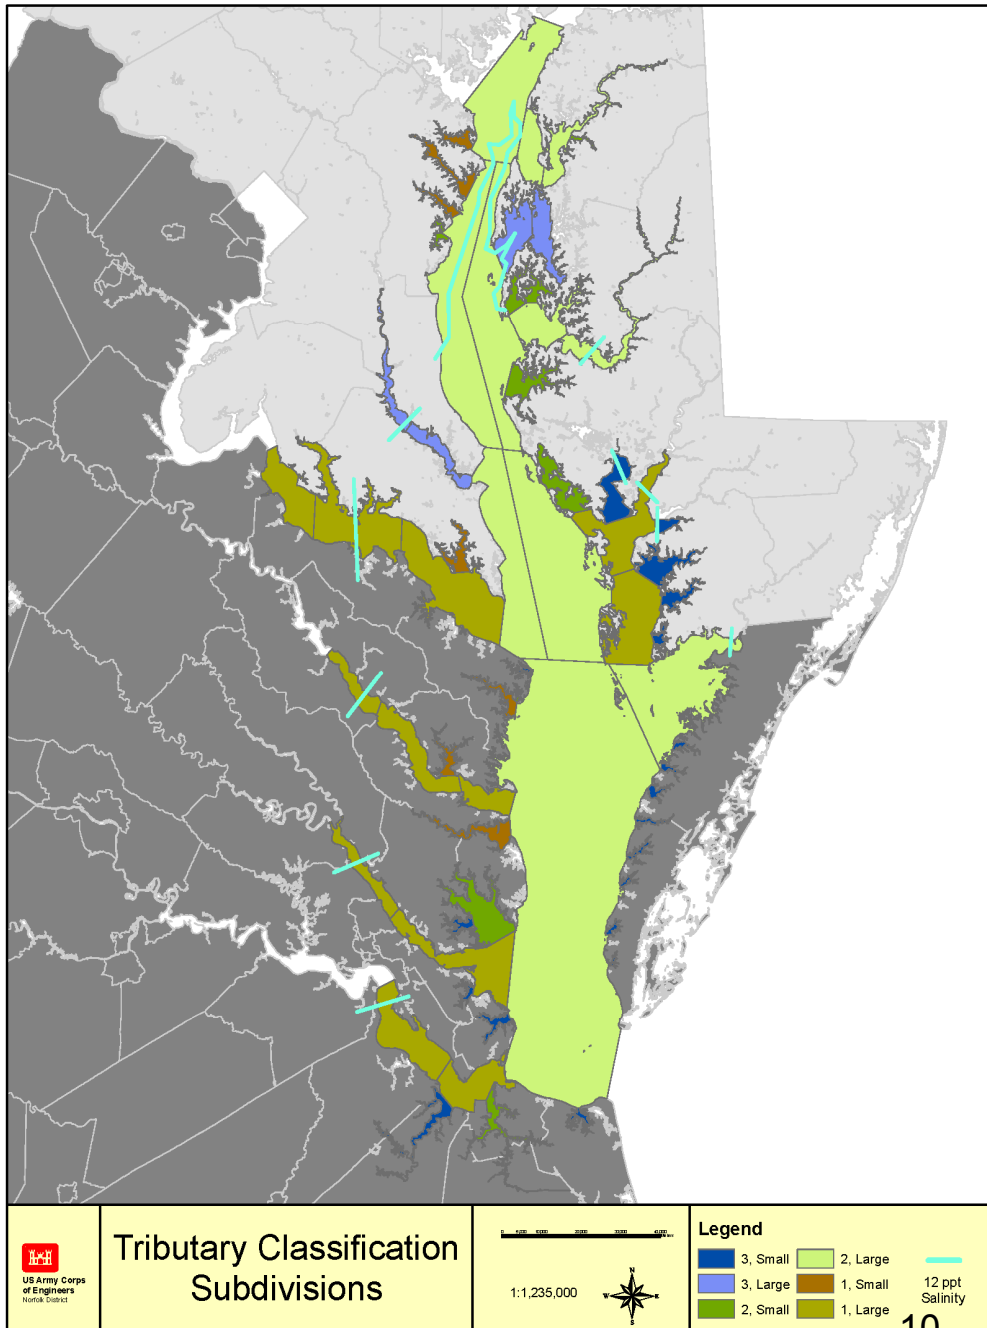 US Army Corps
of Engineers
Norfolk District
Tributary Classification
Subdivisions
1:1,235,000
N
W
E
S
Legend
3, Small
2, Large
3, Large
1, Small
2, Small
1, Large
12 ppt
Salinity
10